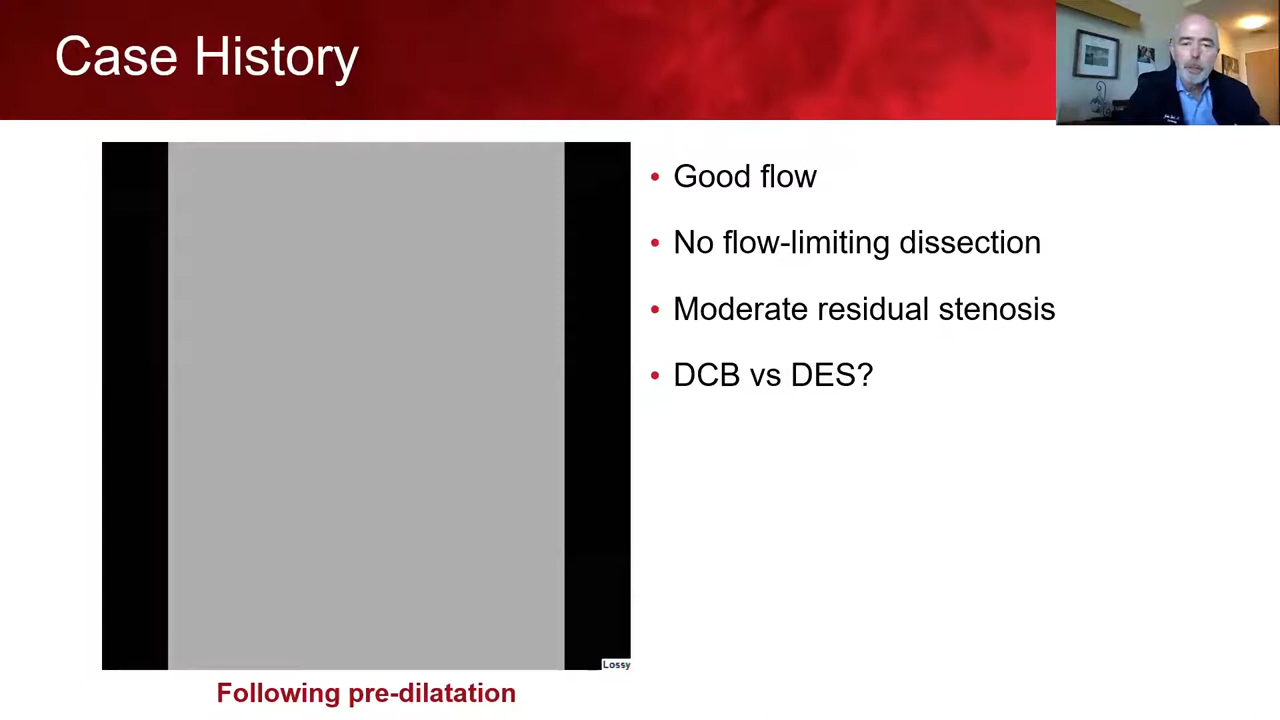 Case History
• Good flow
• No flow-limiting dissection
• Moderate residual stenosis
• DCB vs DES?
Lossy
Following pre-dilatation